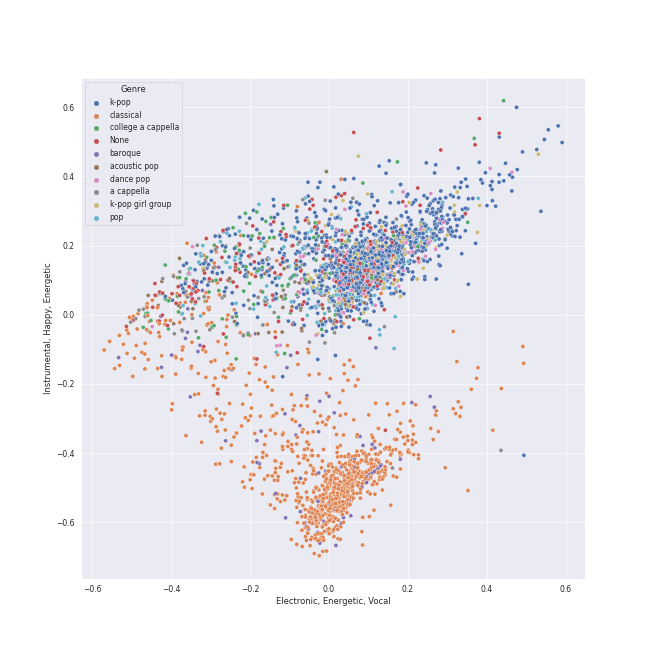 Genre
k-pop
classical
college a cappella
None
baroque
acoustic pop
dance pop
a cappella
k-pop girl group
pop
0.6
0.4
0.2
0.0
−0.2
−0.4
−0.6
Instrumental, Happy, Energetic
−0.6 −0.4 −0.2 0.0 0.2 0.4 0.6
Electronic, Energetic, Vocal